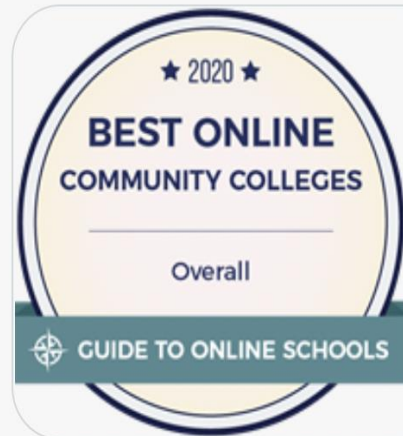 ★ 2020 ★
BEST ONLINE
COMMUNITY COLLEGES
Overall
GUIDE TO ONLINE SCHOOLS